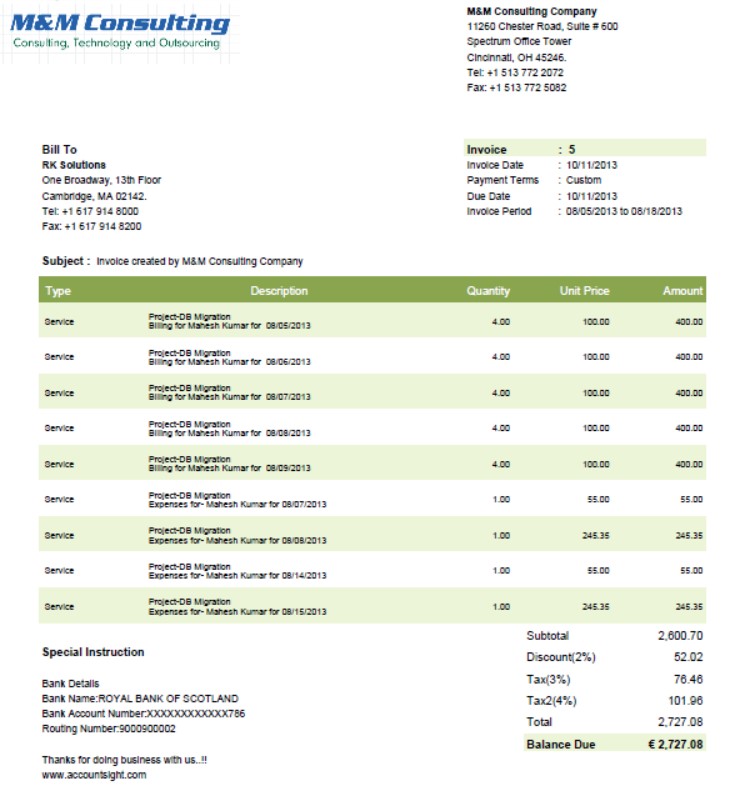 M&M Consulting
Consulting, Technology and Outsourcing
M&M Consulting Company
11260 Chester Road, Suite # 600
Spectrum Office Tower
Cincinnati, OH 45246.
Tel: +1 513 772 2072
Fax: +1 513 772 5082
Bill To
RK Solutions
One Broadway, 13th Floor
Cambridge, MA 02142.
Tel: +1 617 914 8000
Fax: +1 617 914 8200
Invoice : 5
Invoice Date : 10/11/2013
Payment Terms : Custom
Due Date : 10/11/2013
Invoice Period : 08/05/2013 to 08/18/2013
Subject : Invoice created by M&M Consulting Company
Type Description Quantity Unit Price Amount
Service Project-DB Migration 4.00 100.00 400.00
Billing for Mahesh Kumar for 08/05/2013
Service Project-DB Migration 4.00 100.00 400.00
Billing for Mahesh Kumar for 08/06/2013
Service Project-DB Migration 4.00 100.00 400.00
Billing for Mahesh Kumar for 08/07/2013
Service Project-DB Migration 4.00 100.00 400.00
Billing for Mahesh Kumar for 08/08/2013
Service Project-DB Migration 4.00 100.00 400.00
Billing for Mahesh Kumar for 08/09/2013
Service Project-DB Migration 1.00 55.00 55.00
Expenses for- Mahesh Kumar for 08/07/2013
Service Project-DB Migration 1.00 245.35 245.35
Expenses for- Mahesh Kumar for 08/08/2013
Service Project-DB Migration 1.00 55.00 55.00
Expenses for- Mahesh Kumar for 08/14/2013
Service Project-DB Migration 1.00 245.35 245.35
Expenses for- Mahesh Kumar for 08/15/2013
Subtotal 2,600.70
Discount(2%) 52.02
Tax(3%) 76.46
Tax2(4%) 101.96
Total 2,727.08
Balance Due € 2,727.08
Special Instruction
Bank Details
Bank Name:ROYAL BANK OF SCOTLAND
Bank Account Number:XXXXXXXXXXXX786
Routing Number:9000900002
Thanks for doing business with us..!!
www.accountsight.com